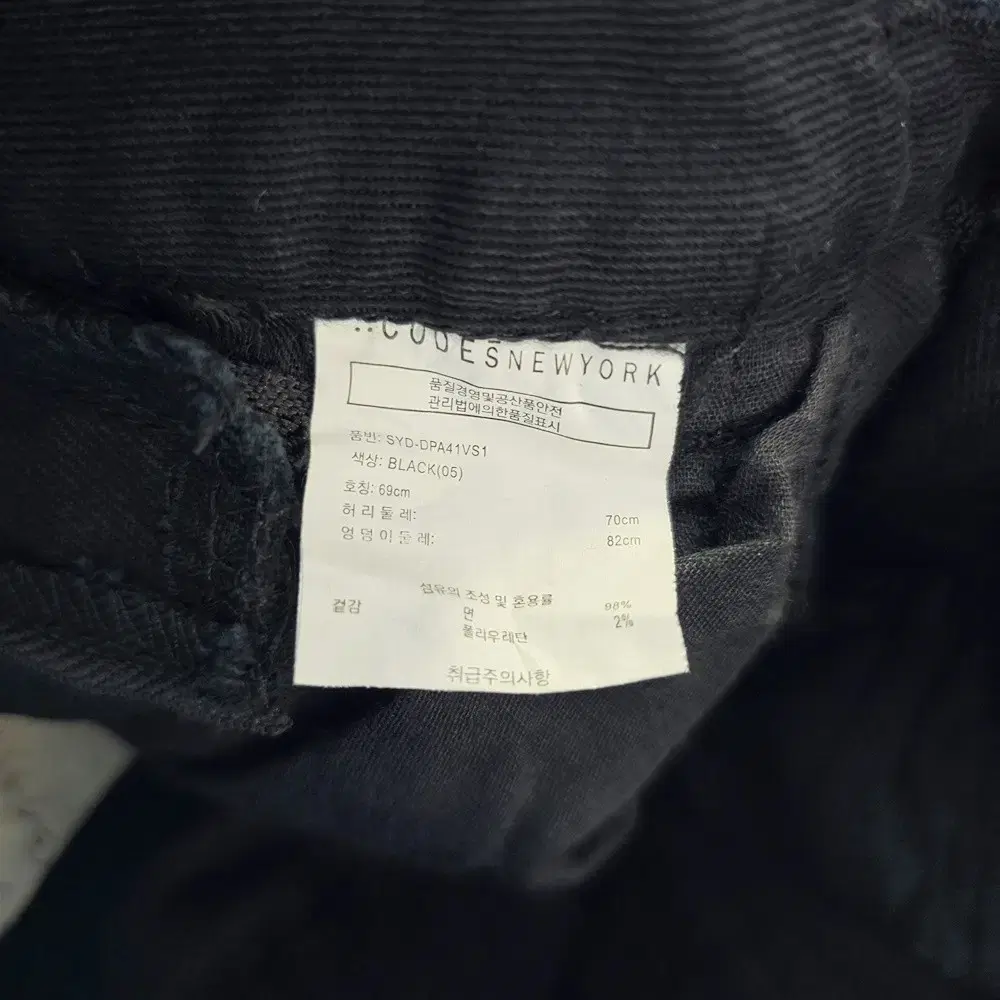 CODES NEWYORK
품질경영및공산품안전
관리법에의한품질표시
품번: SYD-DPA41VS1
색상: BLACK(05)
호칭: 69cm
허리둘레: 70cm
엉덩이둘레: 82cm
섬유의 조성 및 혼용률
겉감 면 98%
폴리우레탄 2%
취급주의사항